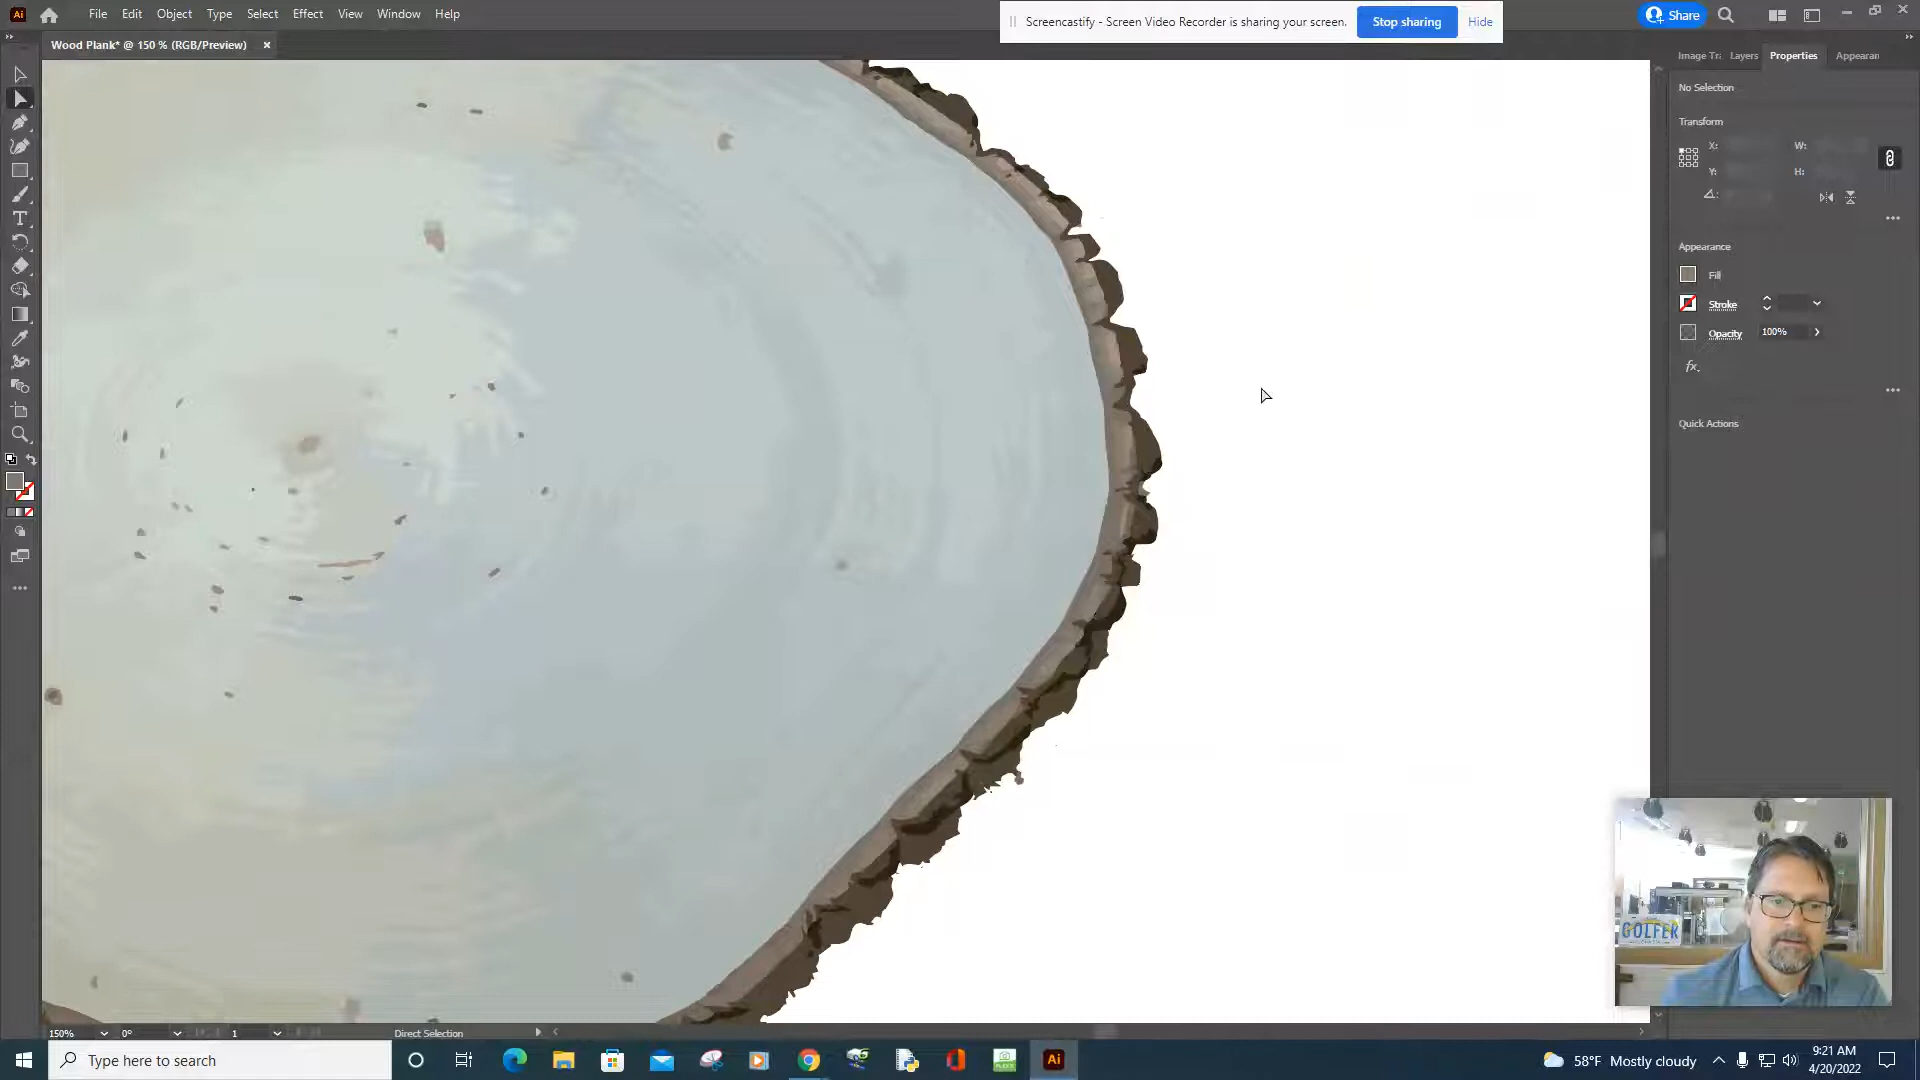 Ai File Edit Object Type Select Effect View Window Help
Screencastify - Screen Video Recorder is sharing your screen. Stop sharing Hide
Share
Wood Plank* @ 150 % (RGB/Preview) ×
Image Tr: Layers Properties Appearan
No Selection
Transform
X: W:
Y: H:
Appearance
Fill
Stroke
Opacity 100%
fx.
Quick Actions
T
GOLFER
150% 0° 1 Direct Selection
Type here to search
Ai
58°F Mostly cloudy
9:21 AM
4/20/2022